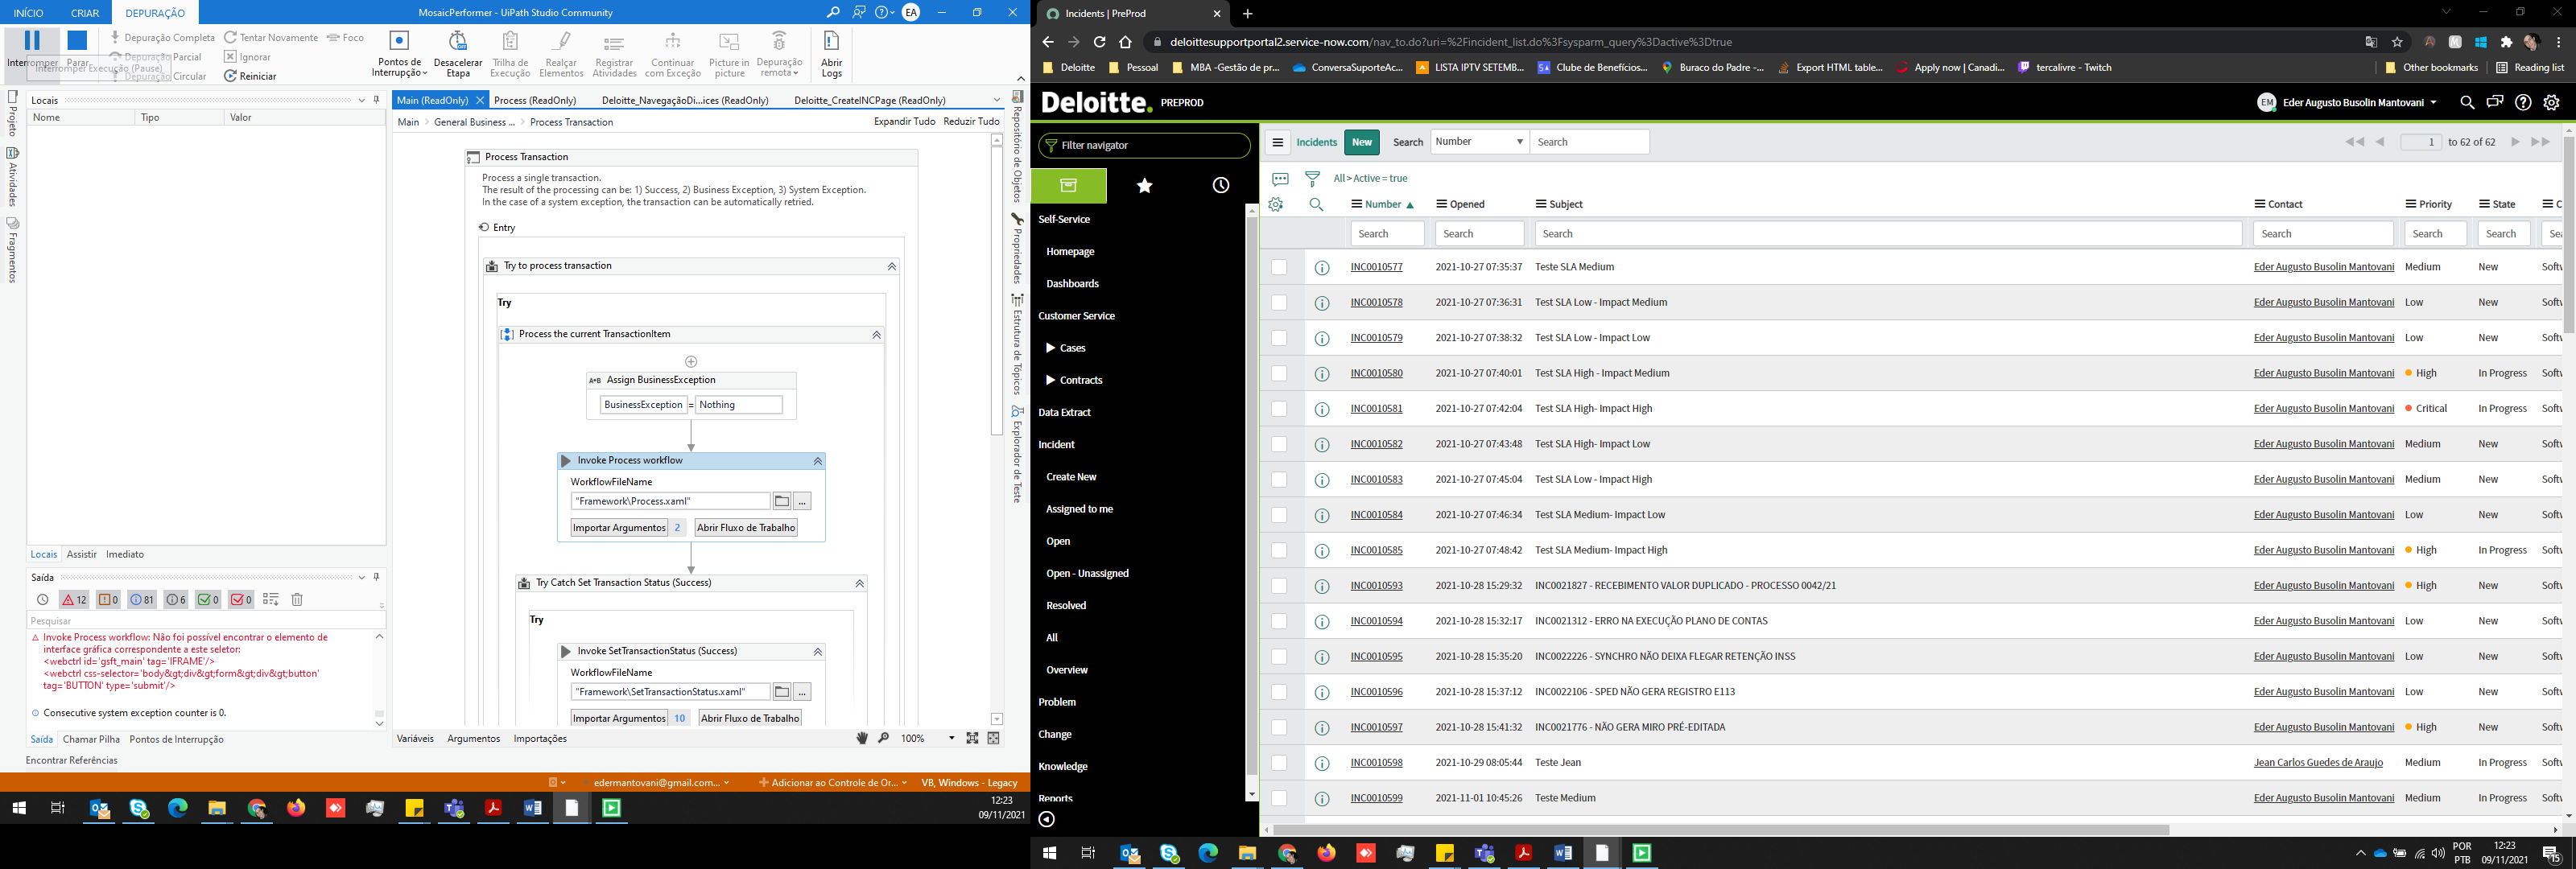 INÍCIO CRIAR DEPURAÇÃO MosaicPerformer - UiPath Studio Community EA
Interromper Parar
Interromper Execução (Pause)
Depuração Completa
Depuração Parcial
Depuração Circular
Tentar Novamente
Ignorar
Reiniciar
Foco
Pontos de Interrupção
Desacelerar Etapa
Trilha de Execução
Realçar Elementos
Registrar Atividades
Continuar com Exceção
Picture in picture
Depuração remota
Abrir Logs
Projeto
Atividades
Fragmentos
Locais
Nome Tipo Valor
Locais Assistir Imediato
Saída
12 0 81 6 0 0
Pesquisar
Invoke Process workflow: Não foi possível encontrar o elemento de
interface gráfica correspondente a este seletor:
<webctrl id='gsft_main' tag='IFRAME'/>
<webctrl css-selector='body&gt;div&gt;form&gt;div&gt;button'
tag='BUTTON' type='submit'/>
Consecutive system exception counter is 0.
Saída Chamar Pilha Pontos de Interrupção
Encontrar Referências
Main (ReadOnly) Process (ReadOnly) Deloitte_NavegaçãoDi...ices (ReadOnly) Deloitte_CreateINCPage (ReadOnly)
Main > General Business ... > Process Transaction Expandir Tudo Reduzir Tudo
Process Transaction
Process a single transaction.
The result of the processing can be: 1) Success, 2) Business Exception, 3) System Exception.
In the case of a system exception, the transaction can be automatically retried.
Entry
Try to process transaction
Try
Process the current TransactionItem
A*B Assign BusinessException
BusinessException = Nothing
Invoke Process workflow
WorkflowFileName
"Framework\Process.xaml" ...
Importar Argumentos 2 Abrir Fluxo de Trabalho
Try Catch Set Transaction Status (Success)
Try
Invoke SetTransactionStatus (Success)
WorkflowFileName
"Framework\SetTransactionStatus.xaml" ...
Importar Argumentos 10 Abrir Fluxo de Trabalho
Variáveis Argumentos Importações 100%
Repositório de Objetos
Propriedades
Estrutura de Tópicos
Explorador de Teste
edermantovani@gmail.com... Adicionar ao Controle de Or... VB, Windows - Legacy
12:23
09/11/2021
Incidents | PreProd
deloittesupportportal2.service-now.com/nav_to.do?uri=%2Fincident_list.do%3Fsysparm_query%3Dactive%3Dtrue
Deloitte Pessoal MBA -Gestão de pr... ConversaSuporteAc... LISTA IPTV SETEMB... Clube de Benefícios... Buraco do Padre -... Export HTML table... Apply now | Canadi... tercalivre - Twitch Other bookmarks Reading list
Deloitte. PREPROD EM Eder Augusto Busolin Mantovani
Filter navigator
Self-Service
Homepage
Dashboards
Customer Service
Cases
Contracts
Data Extract
Incident
Create New
Assigned to me
Open
Open - Unassigned
Resolved
All
Overview
Problem
Change
Knowledge
Reports
Incidents New Search Number Search 1 to 62 of 62
All > Active = true
Number Opened Subject Contact Priority State C
Search Search Search Search Search Search Sea
INC0010577 2021-10-27 07:35:37 Teste SLA Medium Eder Augusto Busolin Mantovani Medium New Softw
INC0010578 2021-10-27 07:36:31 Test SLA Low - Impact Medium Eder Augusto Busolin Mantovani Low New Softw
INC0010579 2021-10-27 07:38:32 Test SLA Low - Impact Low Eder Augusto Busolin Mantovani Low New Softw
INC0010580 2021-10-27 07:40:01 Test SLA High - Impact Medium Eder Augusto Busolin Mantovani High In Progress Softw
INC0010581 2021-10-27 07:42:04 Test SLA High- Impact High Eder Augusto Busolin Mantovani Critical In Progress Softw
INC0010582 2021-10-27 07:43:48 Test SLA High- Impact Low Eder Augusto Busolin Mantovani Medium New Softw
INC0010583 2021-10-27 07:45:04 Test SLA Low - Impact High Eder Augusto Busolin Mantovani Medium New Softw
INC0010584 2021-10-27 07:46:34 Test SLA Medium- Impact Low Eder Augusto Busolin Mantovani Low New Softw
INC0010585 2021-10-27 07:48:42 Test SLA Medium- Impact High Eder Augusto Busolin Mantovani High In Progress Softw
INC0010593 2021-10-28 15:29:32 INC0021827 - RECEBIMENTO VALOR DUPLICADO - PROCESSO 0042/21 Eder Augusto Busolin Mantovani High New Softw
INC0010594 2021-10-28 15:32:17 INC0021312 - ERRO NA EXECUÇÃO PLANO DE CONTAS Eder Augusto Busolin Mantovani Low New Softw
INC0010595 2021-10-28 15:35:20 INC0022226 - SYNCHRO NÃO DEIXA FLEGAR RETENÇÃO INSS Eder Augusto Busolin Mantovani Low New Softw
INC0010596 2021-10-28 15:37:12 INC0022106 - SPED NÃO GERA REGISTRO E113 Eder Augusto Busolin Mantovani Low New Softw
INC0010597 2021-10-28 15:41:32 INC0021776 - NÃO GERA MIRO PRÉ-EDITADA Eder Augusto Busolin Mantovani High New Softw
INC0010598 2021-10-29 08:05:44 Teste Jean Jean Carlos Guedes de Araujo Medium In Progress Softw
INC0010599 2021-11-01 10:45:26 Teste Medium Eder Augusto Busolin Mantovani Medium In Progress Softw
POR
PTB
12:23
09/11/2021
15